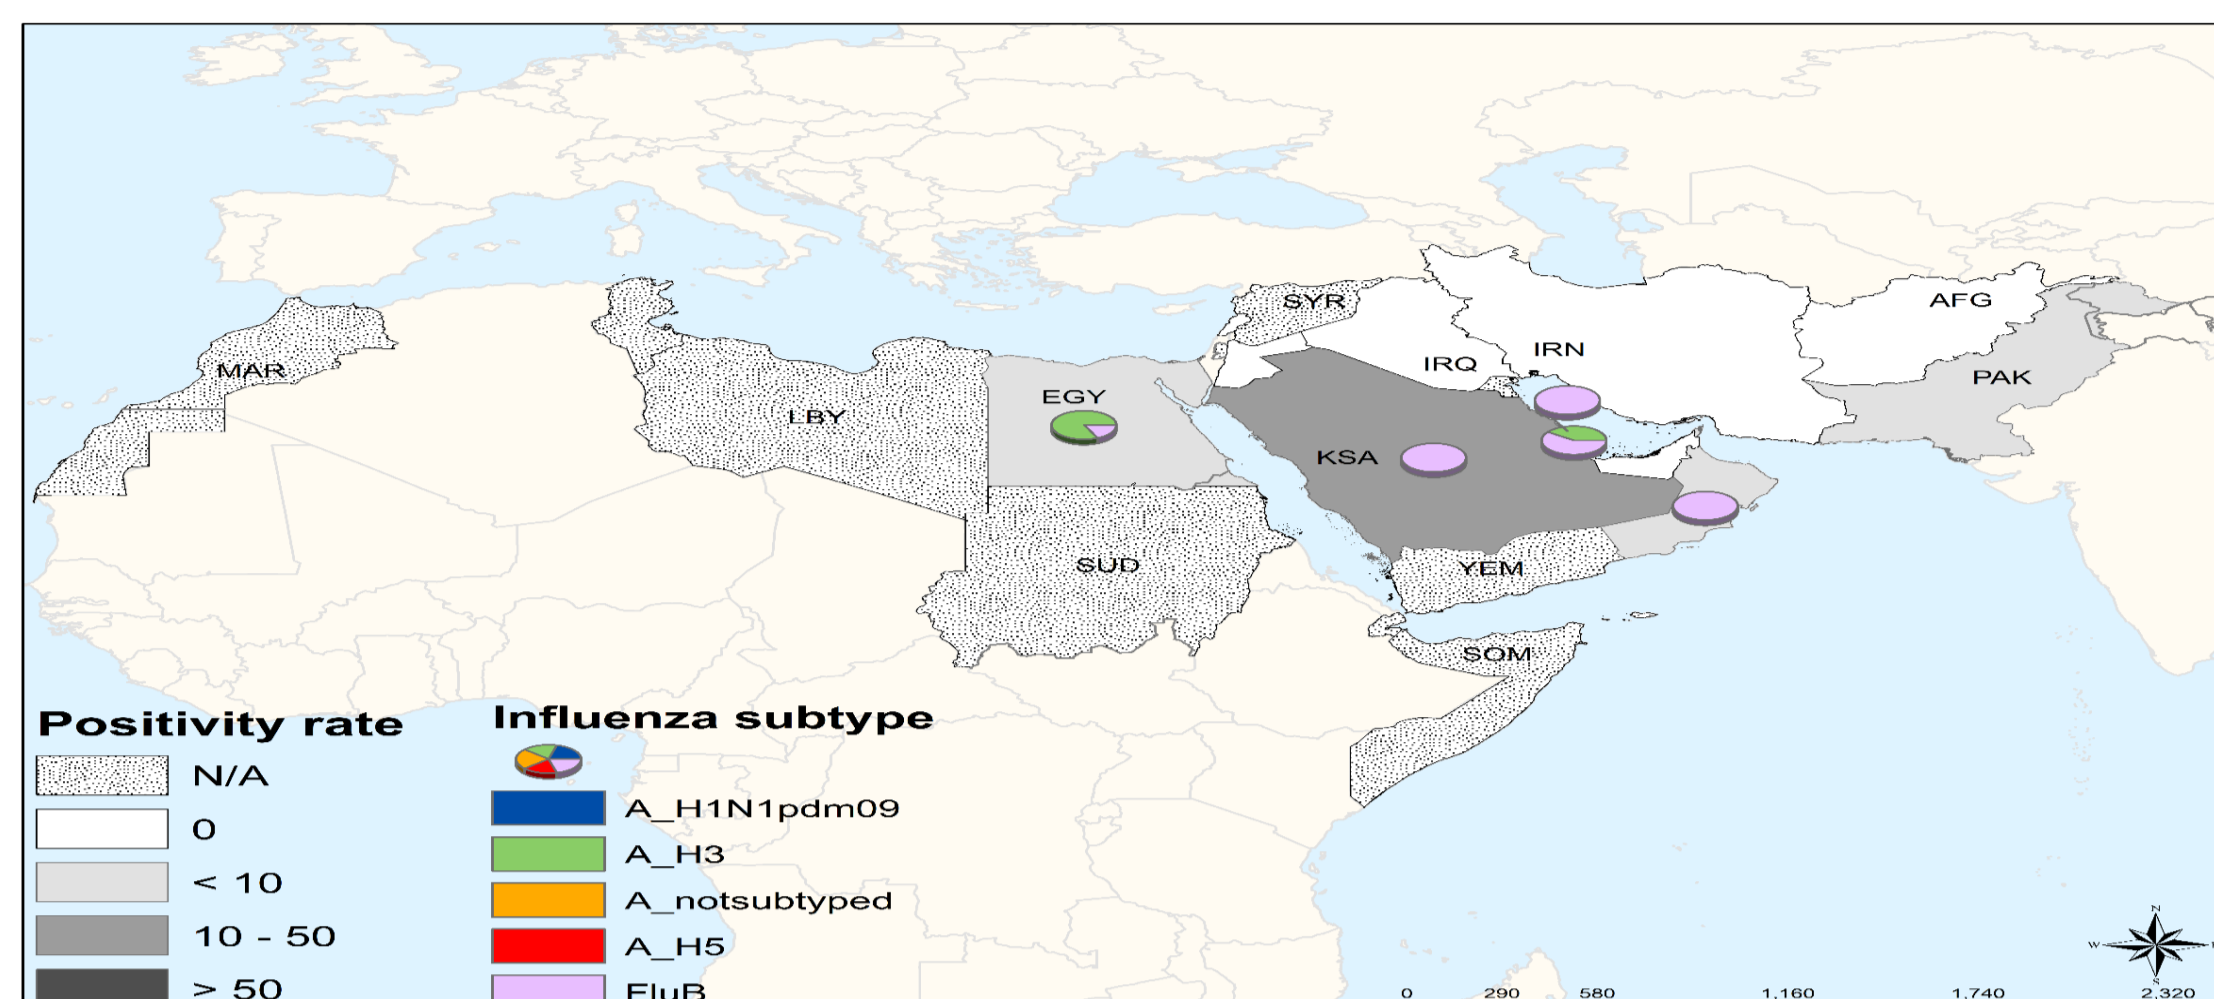 SYR
AFG
IRN
IRQ
MAR
PAK
EGY
LBY
KSA
SUD
YEM
SOM
Positivity rate
N/A
0
< 10
10 - 50
> 50
Influenza subtype
A_H1N1pdm09
A_H3
A_notsubtyped
A_H5
FluB
N
W
S
0 290 580 1,160 1,740 2,320